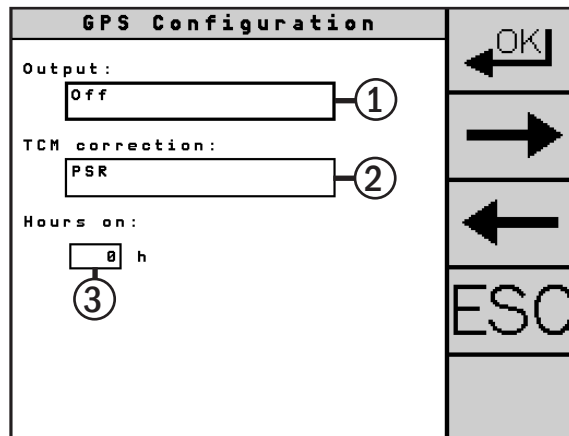 GPS Configuration
OK
Output:
Off
1
TCM correction:
PSR
2
Hours on:
0 h
3
ESC